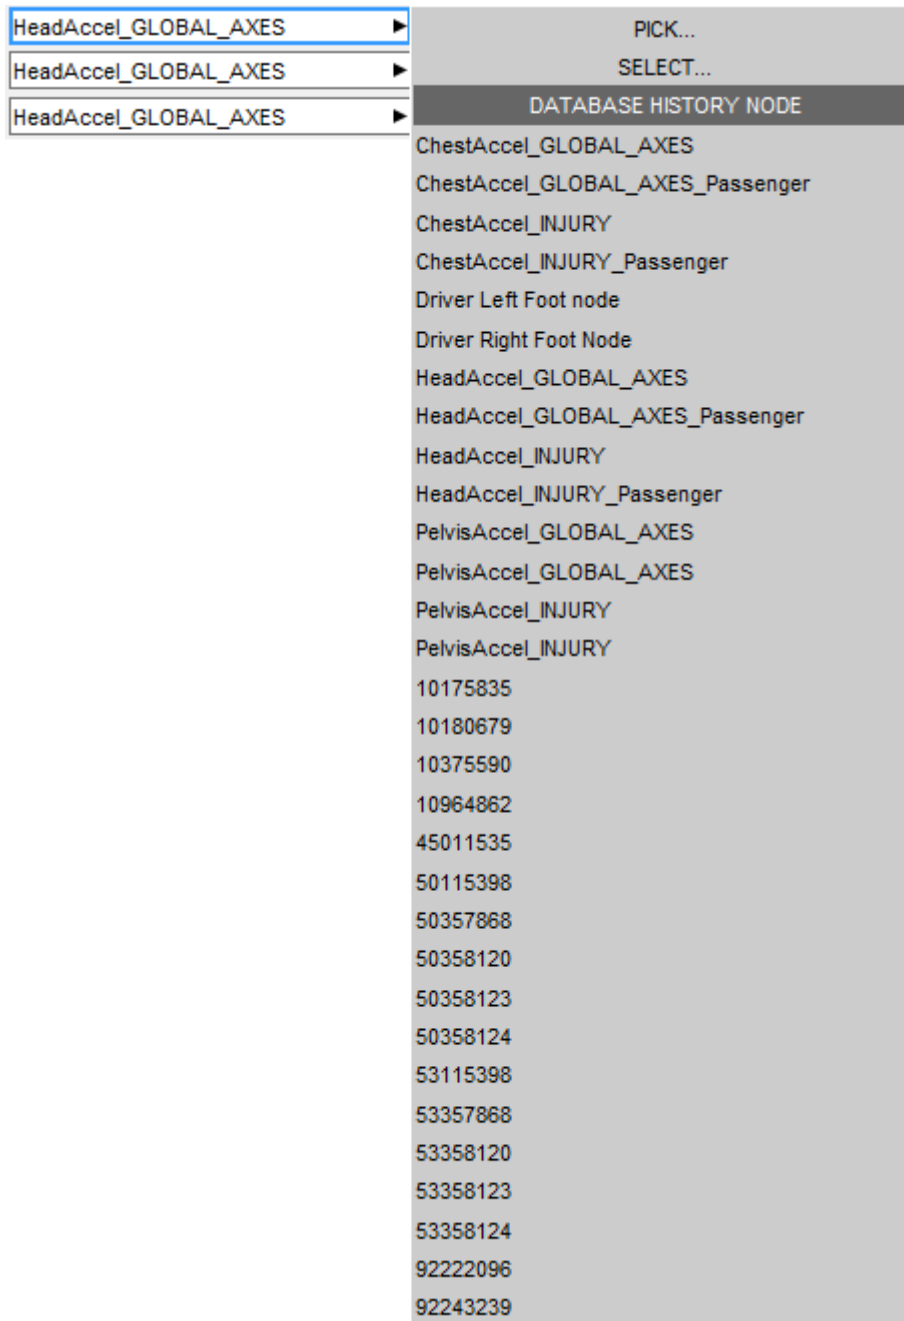 HeadAccel_GLOBAL_AXES
HeadAccel_GLOBAL_AXES
HeadAccel_GLOBAL_AXES
PICK...
SELECT...
DATABASE HISTORY NODE
ChestAccel_GLOBAL_AXES
ChestAccel_GLOBAL_AXES_Passenger
ChestAccel_INJURY
ChestAccel_INJURY_Passenger
Driver Left Foot node
Driver Right Foot Node
HeadAccel_GLOBAL_AXES
HeadAccel_GLOBAL_AXES_Passenger
HeadAccel_INJURY
HeadAccel_INJURY_Passenger
PelvisAccel_GLOBAL_AXES
PelvisAccel_GLOBAL_AXES
PelvisAccel_INJURY
PelvisAccel_INJURY
10175835
10180679
10375590
10964862
45011535
50115398
50357868
50358120
50358123
50358124
53115398
53357868
53358120
53358123
53358124
92222096
92243239